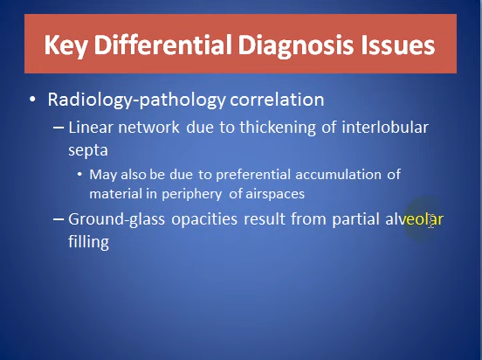 Key Differential Diagnosis Issues
• Radiology-pathology correlation
– Linear network due to thickening of interlobular
septa
• May also be due to preferential accumulation of
material in periphery of airspaces
– Ground-glass opacities result from partial alveolar
filling